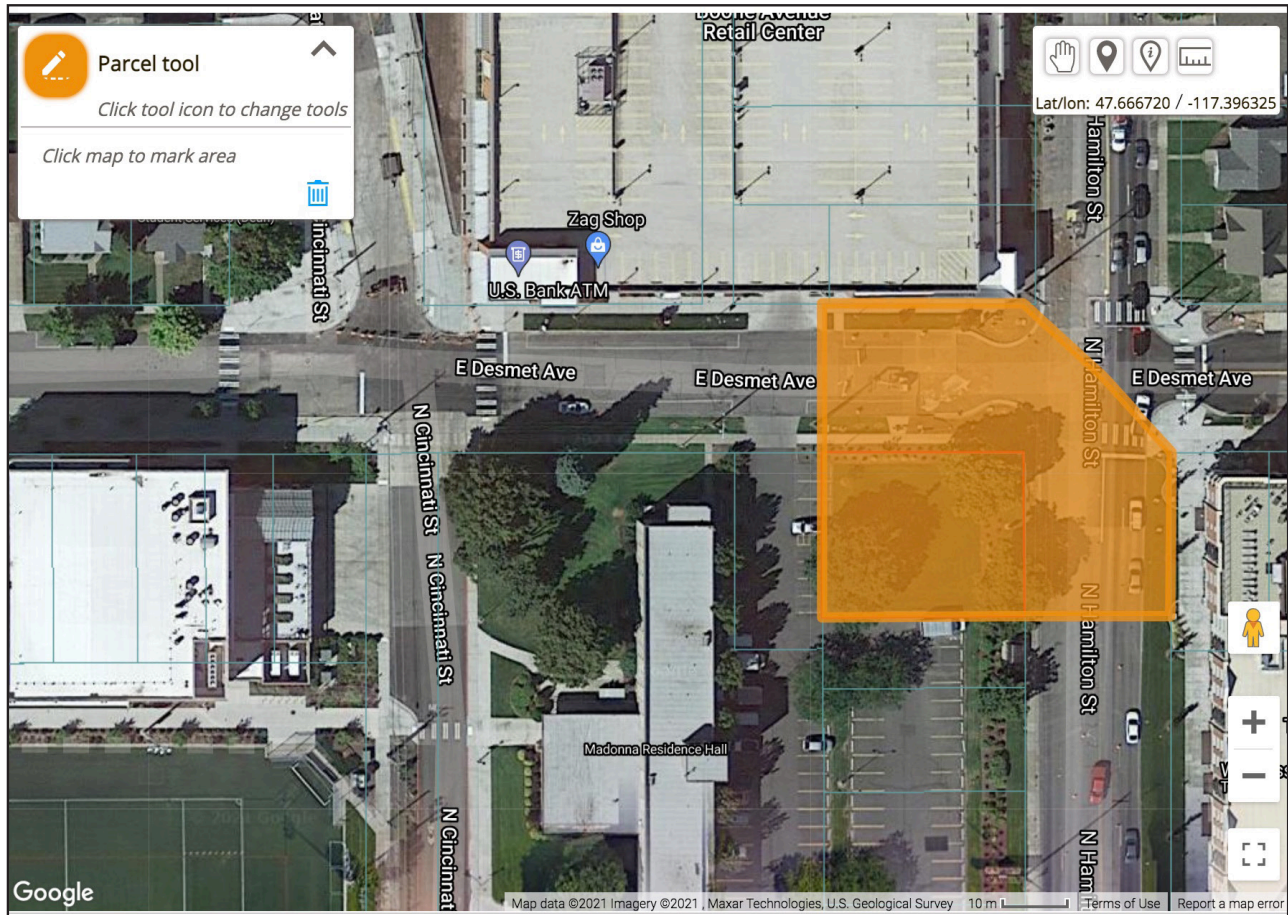 Parcel tool
Click tool icon to change tools
Click map to mark area
Boone Avenue
Retail Center
Lat/lon: 47.666720 / -117.396325
Hamilton St
Zag Shop
U.S. Bank ATM
E Desmet Ave
E Desmet Ave
E Desmet Ave
N Hamilton St
N Cincinnati St
N Cincinnati St
N Hamilton St
Madonna Residence Hall
N Cincinnat
N Ham
Google
Map data ©2021 Imagery ©2021 , Maxar Technologies, U.S. Geological Survey
10 m
Terms of Use
Report a map error